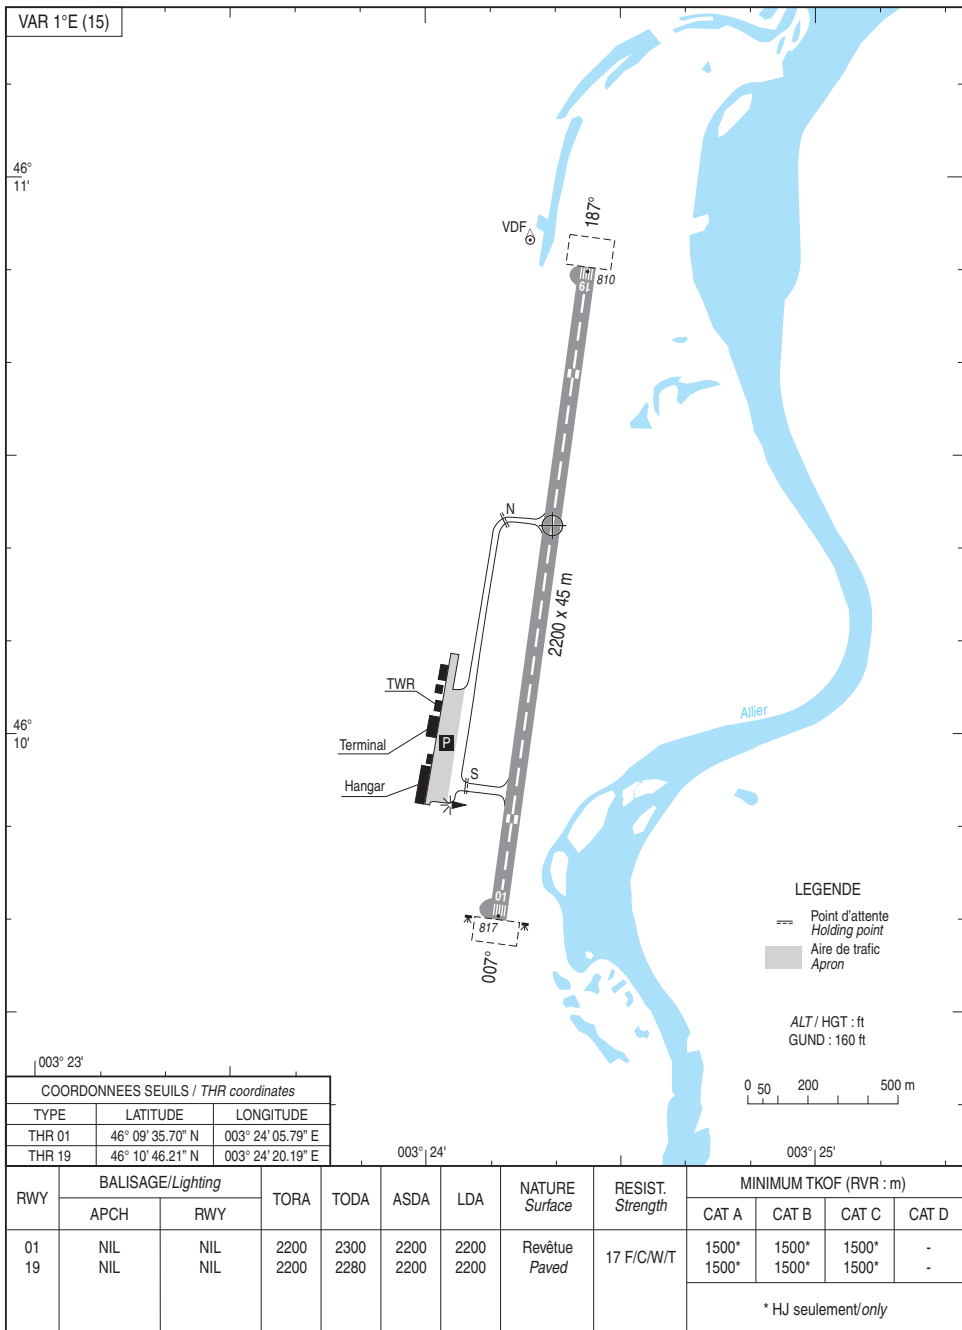 VAR 1°E (15)
46°
11'
VDF
187°
19
810
N
2200 x 45 m
TWR
Terminal
P
Hangar
S
46°
10'
Allier
01
817
007°
LEGENDE
Point d'attente
Holding point
Aire de trafic
Apron
ALT / HGT : ft
GUND : 160 ft
0 50 200 500 m
003° 23'
003° 24'
003° 25'
COORDONNEES SEUILS / THR coordinates
TYPE LATITUDE LONGITUDE
THR 01 46° 09' 35.70" N 003° 24' 05.79" E
THR 19 46° 10' 46.21" N 003° 24' 20.19" E
RWY BALISAGE/Lighting TORA TODA ASDA LDA NATURE Surface RESIST. Strength MINIMUM TKOF (RVR : m)
APCH RWY CAT A CAT B CAT C CAT D
01 NIL NIL 2200 2300 2200 2200 Revêtue 17 F/C/W/T 1500* 1500* 1500* -
19 NIL NIL 2200 2280 2200 2200 Paved 1500* 1500* 1500* -
* HJ seulement/only